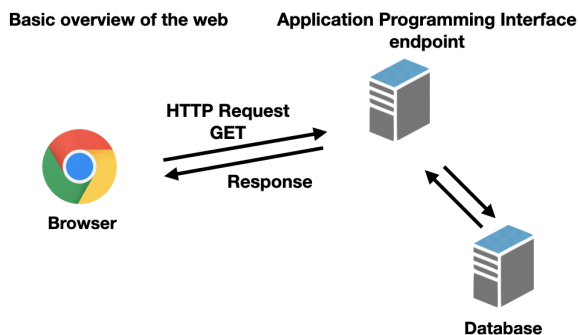 Basic overview of the web
Application Programming Interface
endpoint
HTTP Request
GET
Response
Browser
Database